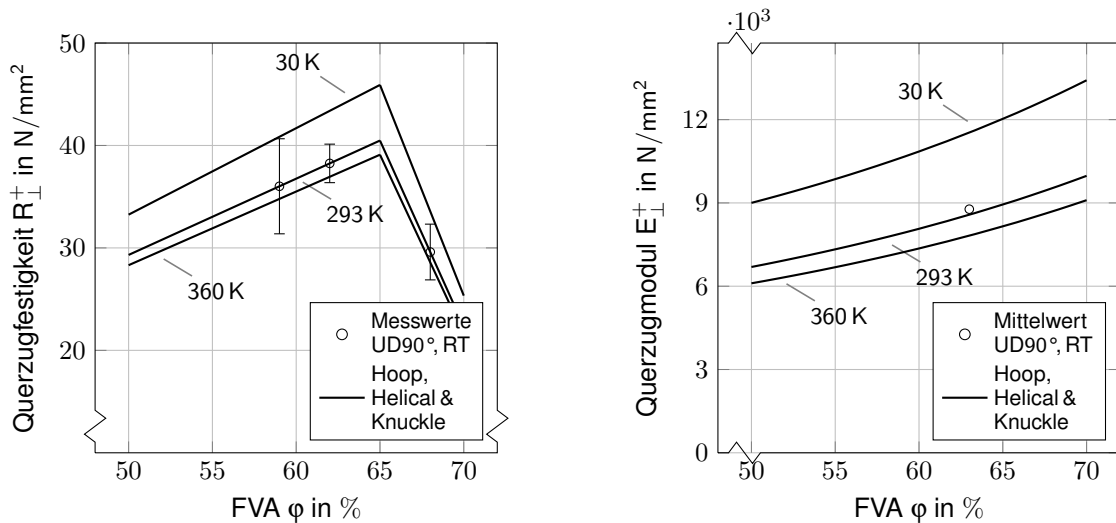 50
40
30
20
50
55
60
65
70
Querzugfestigkeit R⊥+ in N/mm²
FVA φ in %
30 K
293 K
360 K
Messwerte
UD90°, RT
Hoop,
Helical &
Knuckle
·10³
12
9
6
3
0
50
55
60
65
70
Querzugmodul E⊥+ in N/mm²
FVA φ in %
30 K
293 K
360 K
Mittelwert
UD90°, RT
Hoop,
Helical &
Knuckle